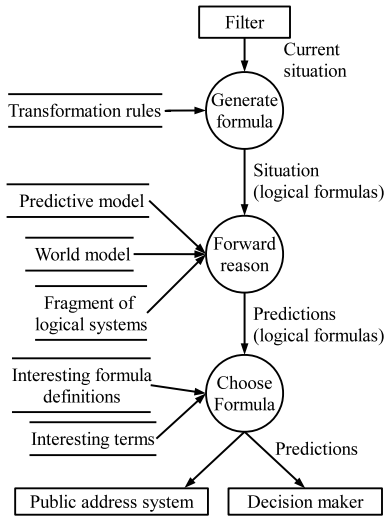 Filter
Current
situation
Transformation rules
Generate
formula
Situation
(logical formulas)
Predictive model
World model
Forward
reason
Fragment of
logical systems
Predictions
(logical formulas)
Interesting formula
definitions
Choose
Formula
Interesting terms
Predictions
Public address system
Decision maker